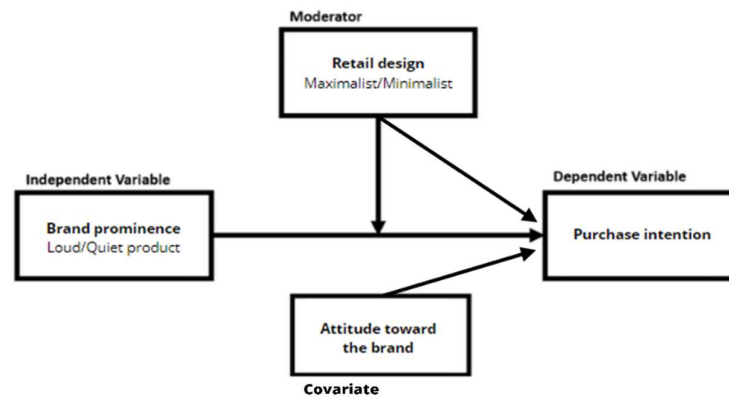 Moderator
Retail design
Maximalist/Minimalist
Independent Variable
Brand prominence
Loud/Quiet product
Dependent Variable
Purchase intention
Attitude toward
the brand
Covariate